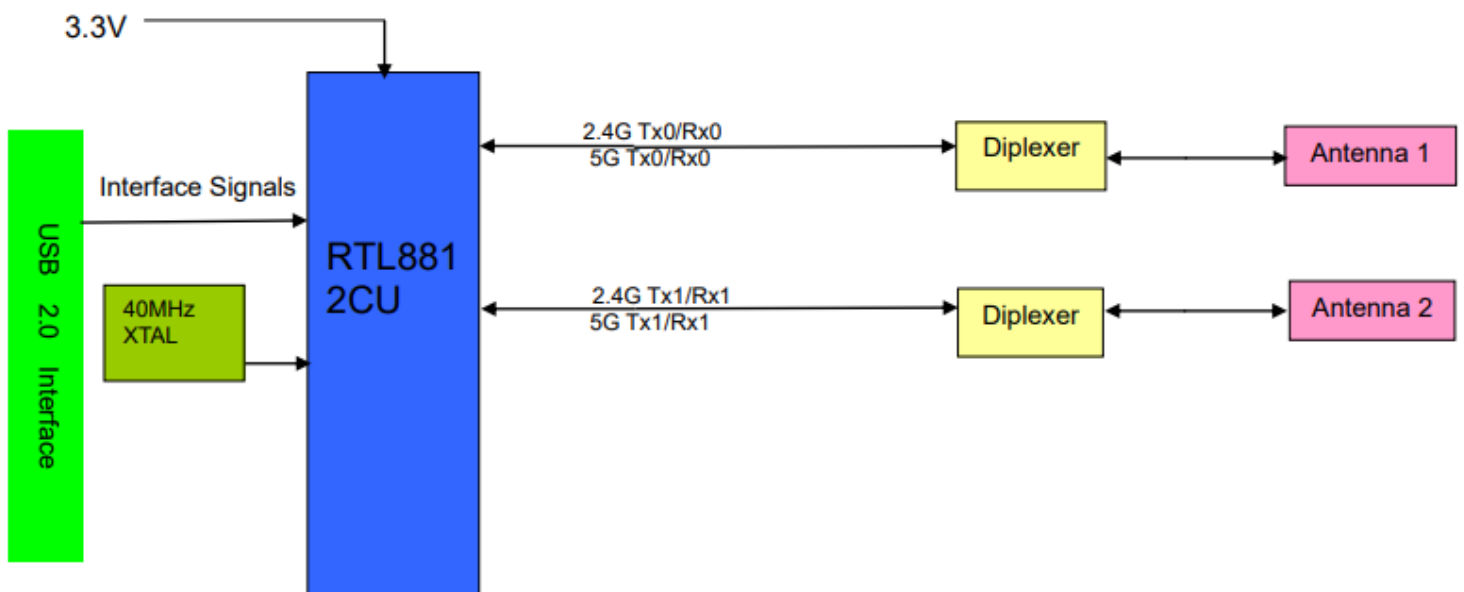 3.3V
2.4G Tx0/Rx0
5G Tx0/Rx0
Diplexer
Antenna 1
Interface Signals
USB 2.0 Interface
RTL881
2CU
40MHz
XTAL
2.4G Tx1/Rx1
5G Tx1/Rx1
Diplexer
Antenna 2